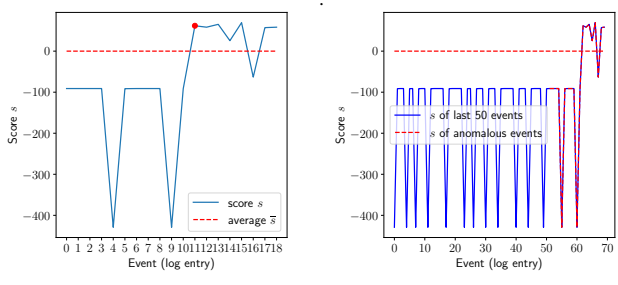 .
Score s
0
−100
−200
−300
−400
score s
average s̅
0 1 2 3 4 5 6 7 8 9 10 11 12 13 14 15 16 17 18
Event (log entry)
Score s
0
−100
−200
−300
−400
s of last 50 events
s of anomalous events
0 10 20 30 40 50 60 70
Event (log entry)